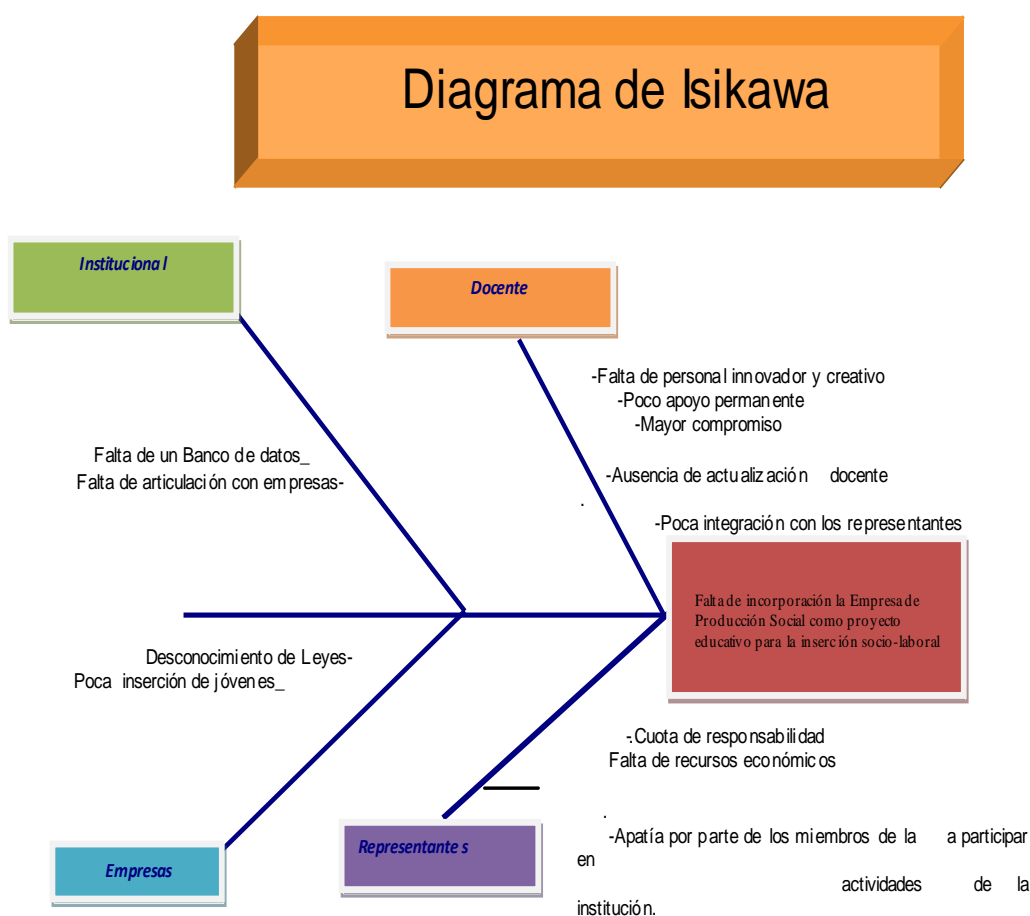 Diagrama de Isikawa
Institucional
Docente
-Falta de personal innovador y creativo
-Poco apoyo permanente
-Mayor compromiso
Falta de un Banco de datos_
Falta de articulación con empresas-
-Ausencia de actualización docente
.
-Poca integración con los representantes
Falta de incorporación la Empresa de
Producción Social como proyecto
educativo para la inserción socio-laboral
Desconocimiento de Leyes-
Poca inserción de jóvenes_
-.Cuota de responsabilidad
Falta de recursos económicos
.
-Apatía por parte de los miembros de la a participar
en
actividades de la
institución.
Representantes
Empresas